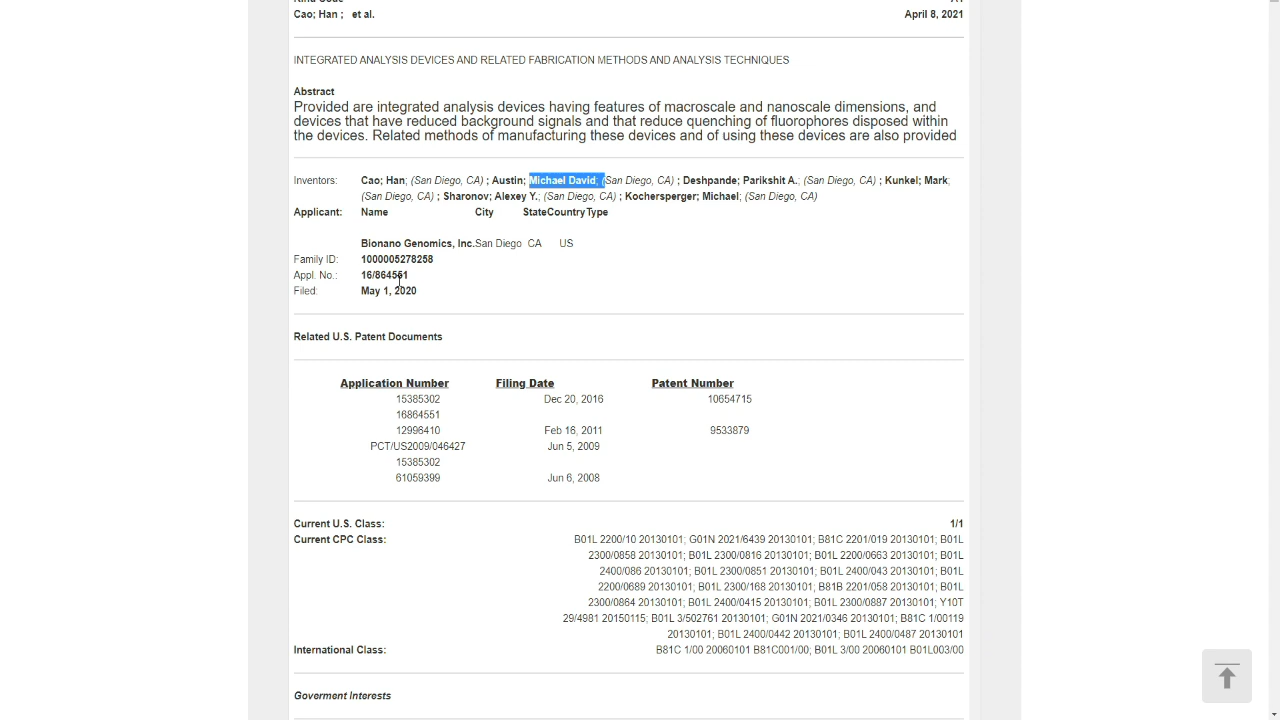 Cao; Han ; et al. April 8, 2021
INTEGRATED ANALYSIS DEVICES AND RELATED FABRICATION METHODS AND ANALYSIS TECHNIQUES
Abstract
Provided are integrated analysis devices having features of macroscale and nanoscale dimensions, and
devices that have reduced background signals and that reduce quenching of fluorophores disposed within
the devices. Related methods of manufacturing these devices and of using these devices are also provided
Inventors: Cao; Han; (San Diego, CA) ; Austin; Michael David; (San Diego, CA) ; Deshpande; Parikshit A.; (San Diego, CA) ; Kunkel; Mark;
(San Diego, CA) ; Sharonov; Alexey Y.; (San Diego, CA) ; Kochersperger; Michael; (San Diego, CA)
Applicant: Name City StateCountryType
Bionano Genomics, Inc.San Diego CA US
Family ID: 1000005278258
Appl. No.: 16/864551
Filed: May 1, 2020
Related U.S. Patent Documents
Application Number Filing Date Patent Number
15385302 Dec 20, 2016 10654715
16864551
12996410 Feb 16, 2011 9533879
PCT/US2009/046427 Jun 5, 2009
15385302
61059399 Jun 6, 2008
Current U.S. Class: 1/1
Current CPC Class: B01L 2200/10 20130101; G01N 2021/6439 20130101; B81C 2201/019 20130101; B01L
2300/0858 20130101; B01L 2300/0816 20130101; B01L 2200/0663 20130101; B01L
2400/086 20130101; B01L 2300/0851 20130101; B01L 2400/043 20130101; B01L
2200/0689 20130101; B01L 2300/168 20130101; B81B 2201/058 20130101; B01L
2300/0864 20130101; B01L 2400/0415 20130101; B01L 2300/0887 20130101; Y10T
29/4981 20150115; B01L 3/502761 20130101; G01N 2021/0346 20130101; B81C 1/00119
20130101; B01L 2400/0442 20130101; B01L 2400/0487 20130101
International Class: B81C 1/00 20060101 B81C001/00; B01L 3/00 20060101 B01L003/00
Goverment Interests